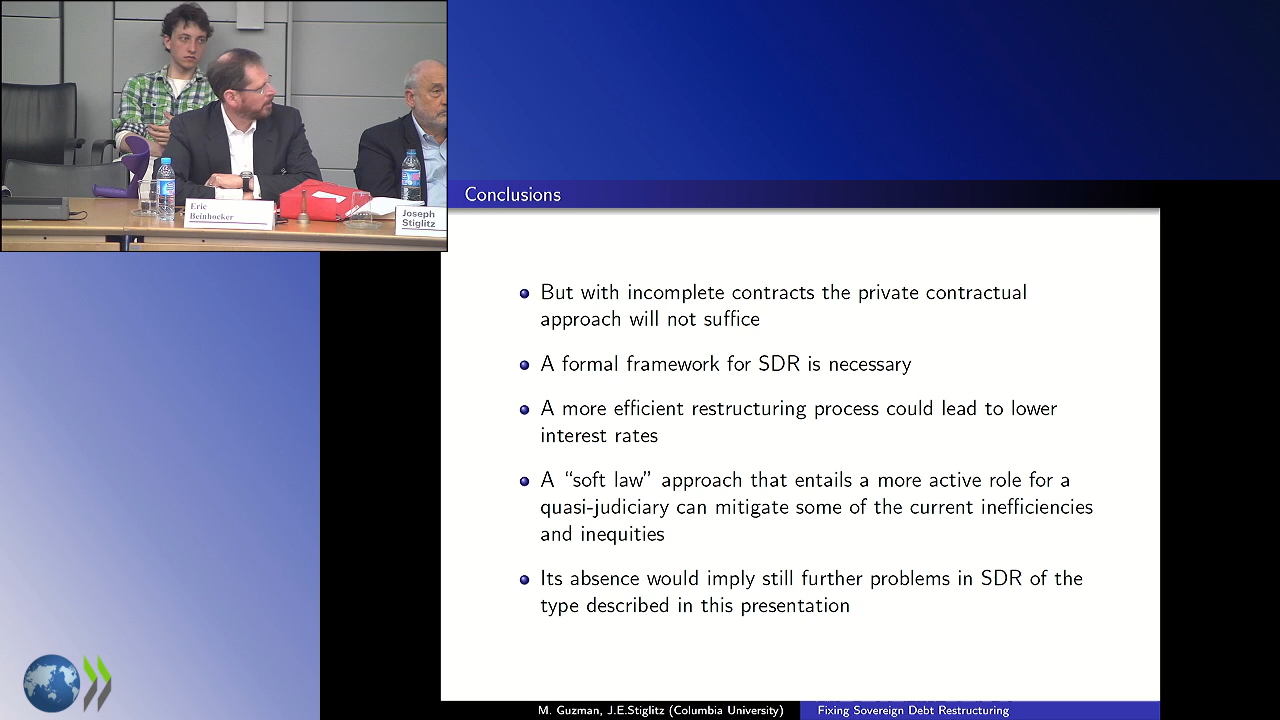 Eric
Beinhocker
Joseph
Stiglitz
Conclusions
But with incomplete contracts the private contractual
approach will not suffice
A formal framework for SDR is necessary
A more efficient restructuring process could lead to lower
interest rates
A “soft law” approach that entails a more active role for a
quasi-judiciary can mitigate some of the current inefficiencies
and inequities
Its absence would imply still further problems in SDR of the
type described in this presentation
M. Guzman, J.E.Stiglitz (Columbia University)
Fixing Sovereign Debt Restructuring